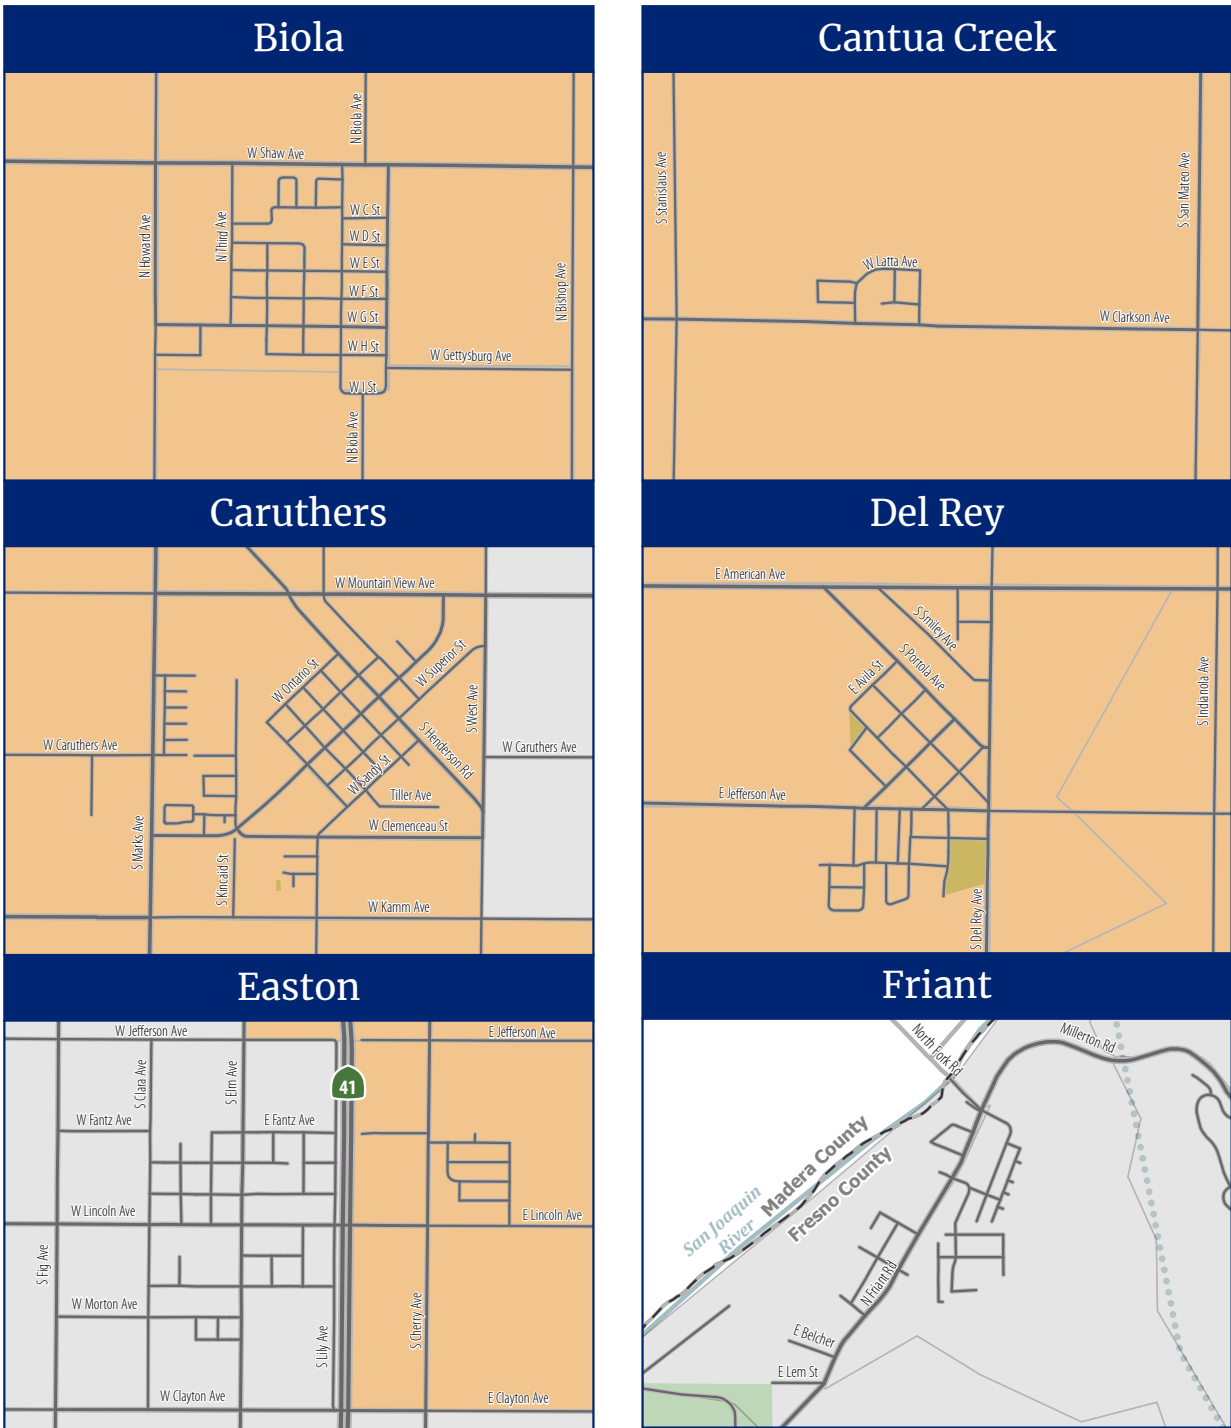 Biola
N Biola Ave
W Shaw Ave
N Howard Ave
N Third Ave
W C St
W D St
W E St
W F St
W G St
W H St
W I St
N Bishop Ave
W Gettysburg Ave
N Biola Ave
Cantua Creek
S Stanislaus Ave
S San Mateo Ave
W Latta Ave
W Clarkson Ave
Caruthers
W Mountain View Ave
W Ontario St
W Superior St
S West Ave
S Henderson Rd
W Caruthers Ave
W Caruthers Ave
W Sandy St
Tiller Ave
W Clemenceau St
S Marks Ave
S Kincaid St
W Kamm Ave
Del Rey
E American Ave
S Smiley Ave
S Portola Ave
E Avila St
S Indianola Ave
E Jefferson Ave
S Del Rey Ave
Easton
W Jefferson Ave
E Jefferson Ave
S Clara Ave
S Elm Ave
41
W Fantz Ave
E Fantz Ave
W Lincoln Ave
E Lincoln Ave
S Fig Ave
W Morton Ave
S Lily Ave
S Cherry Ave
W Clayton Ave
E Clayton Ave
Friant
North Fork Rd
Millerton Rd
Madera County
Fresno County
San Joaquin
River
N Friant Rd
E Belcher
E Lem St